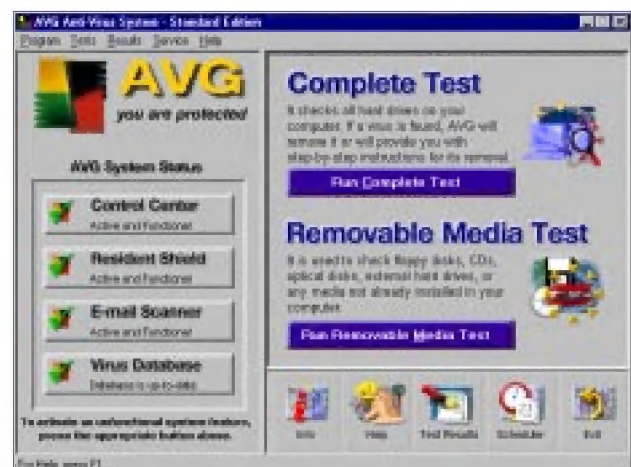 AVG Anti-Virus System - Standard Edition
Program Tests Results Service Help
AVG
you are protected
AVG System Status
Control Center
Active and Functional
Resident Shield
Active and Functional
E-mail Scanner
Active and Functional
Virus Database
Database is up-to-date
To activate an unfunctional system feature,
press the appropriate button above.
Complete Test
It checks all hard drives on your
computer. If a virus is found, AVG will
remove it or will provide you with
step-by-step instructions for its removal.
Run Complete Test
Removable Media Test
It is used to check floppy disks, CDs,
optical disks, external hard drives, or
any media not already installed in your
computer.
Run Removable Media Test
Info Help Test Results Scheduler Exit
For Help, press F1